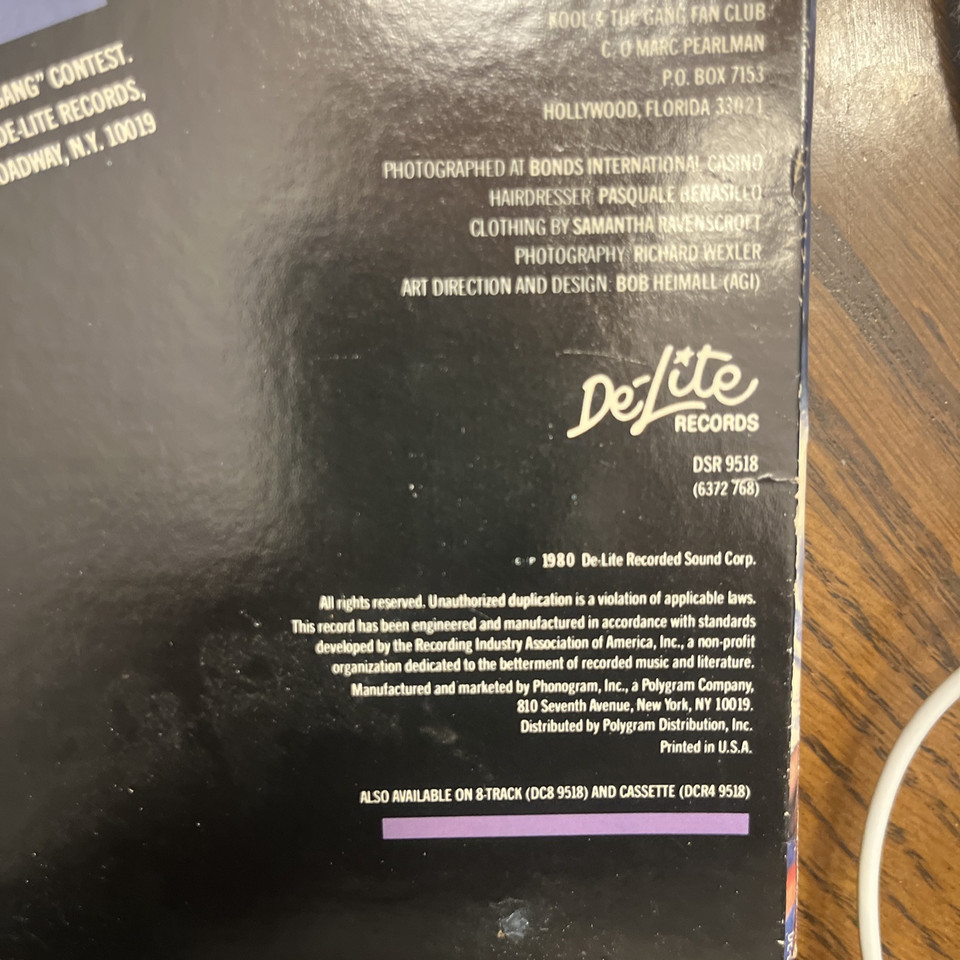 GANG" CONTEST.
DE-LITE RECORDS,
OADWAY, N.Y. 10019
KOOL & THE GANG FAN CLUB
C/O MARC PEARLMAN
P.O. BOX 7153
HOLLYWOOD, FLORIDA 33021
PHOTOGRAPHED AT BONDS INTERNATIONAL CASINO
HAIRDRESSER: PASQUALE BENASILLO
CLOTHING BY SAMANTHA RAVENSCROFT
PHOTOGRAPHY: RICHARD WEXLER
ART DIRECTION AND DESIGN: BOB HEIMALL (AGI)
De-Lite
RECORDS
DSR 9518
(6372 768)
© ℗ 1980 De-Lite Recorded Sound Corp.
All rights reserved. Unauthorized duplication is a violation of applicable laws.
This record has been engineered and manufactured in accordance with standards
developed by the Recording Industry Association of America, Inc., a non-profit
organization dedicated to the betterment of recorded music and literature.
Manufactured and marketed by Phonogram, Inc., a Polygram Company,
810 Seventh Avenue, New York, NY 10019.
Distributed by Polygram Distribution, Inc.
Printed in U.S.A.
ALSO AVAILABLE ON 8-TRACK (DC8 9518) AND CASSETTE (DCR4 9518)